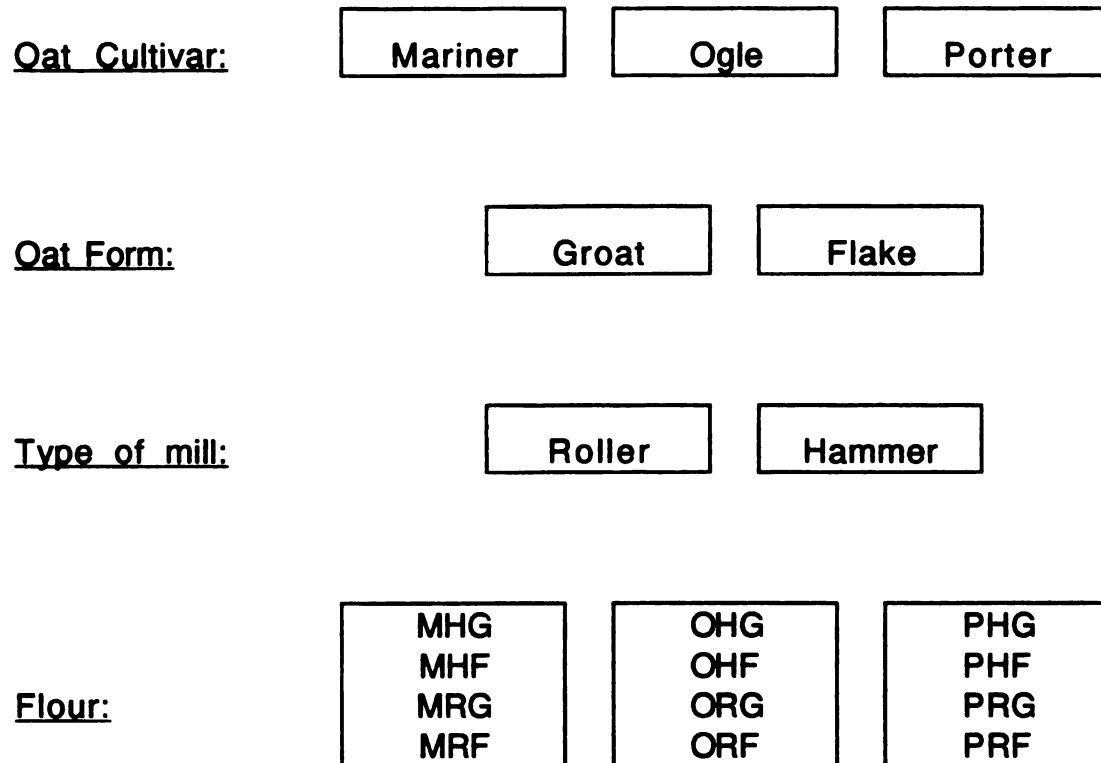 Oat Cultivar: Mariner Ogle Porter
Oat Form: Groat Flake
Type of mill: Roller Hammer
MHG OHG PHG
MHF OHF PHF
Flour: MRG ORG PRG
MRF ORF PRF